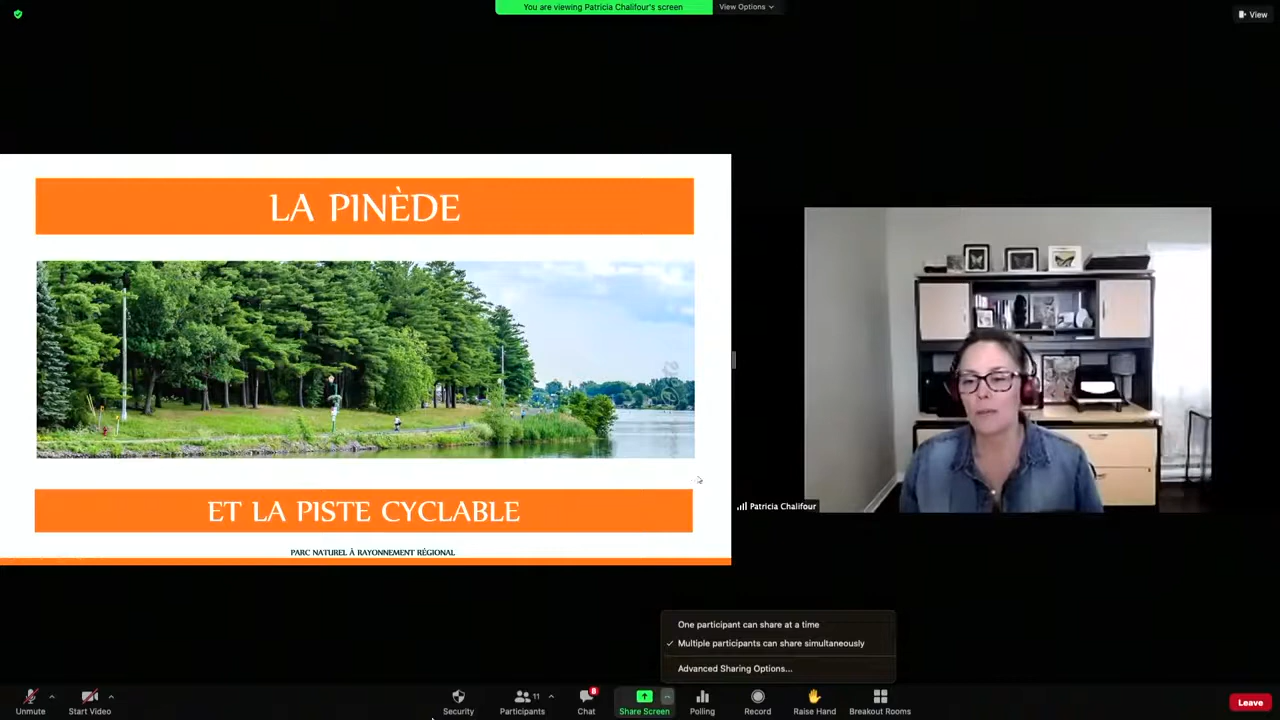 You are viewing Patricia Chalifour's screen
View Options
View
LA PINÈDE
ET LA PISTE CYCLABLE
PARC NATUREL À RAYONNEMENT RÉGIONAL
Patricia Chalifour
One participant can share at a time
Multiple participants can share simultaneously
Advanced Sharing Options...
Unmute
Start Video
Security
Participants
11
Chat
8
Share Screen
Polling
Record
Raise Hand
Breakout Rooms
Leave